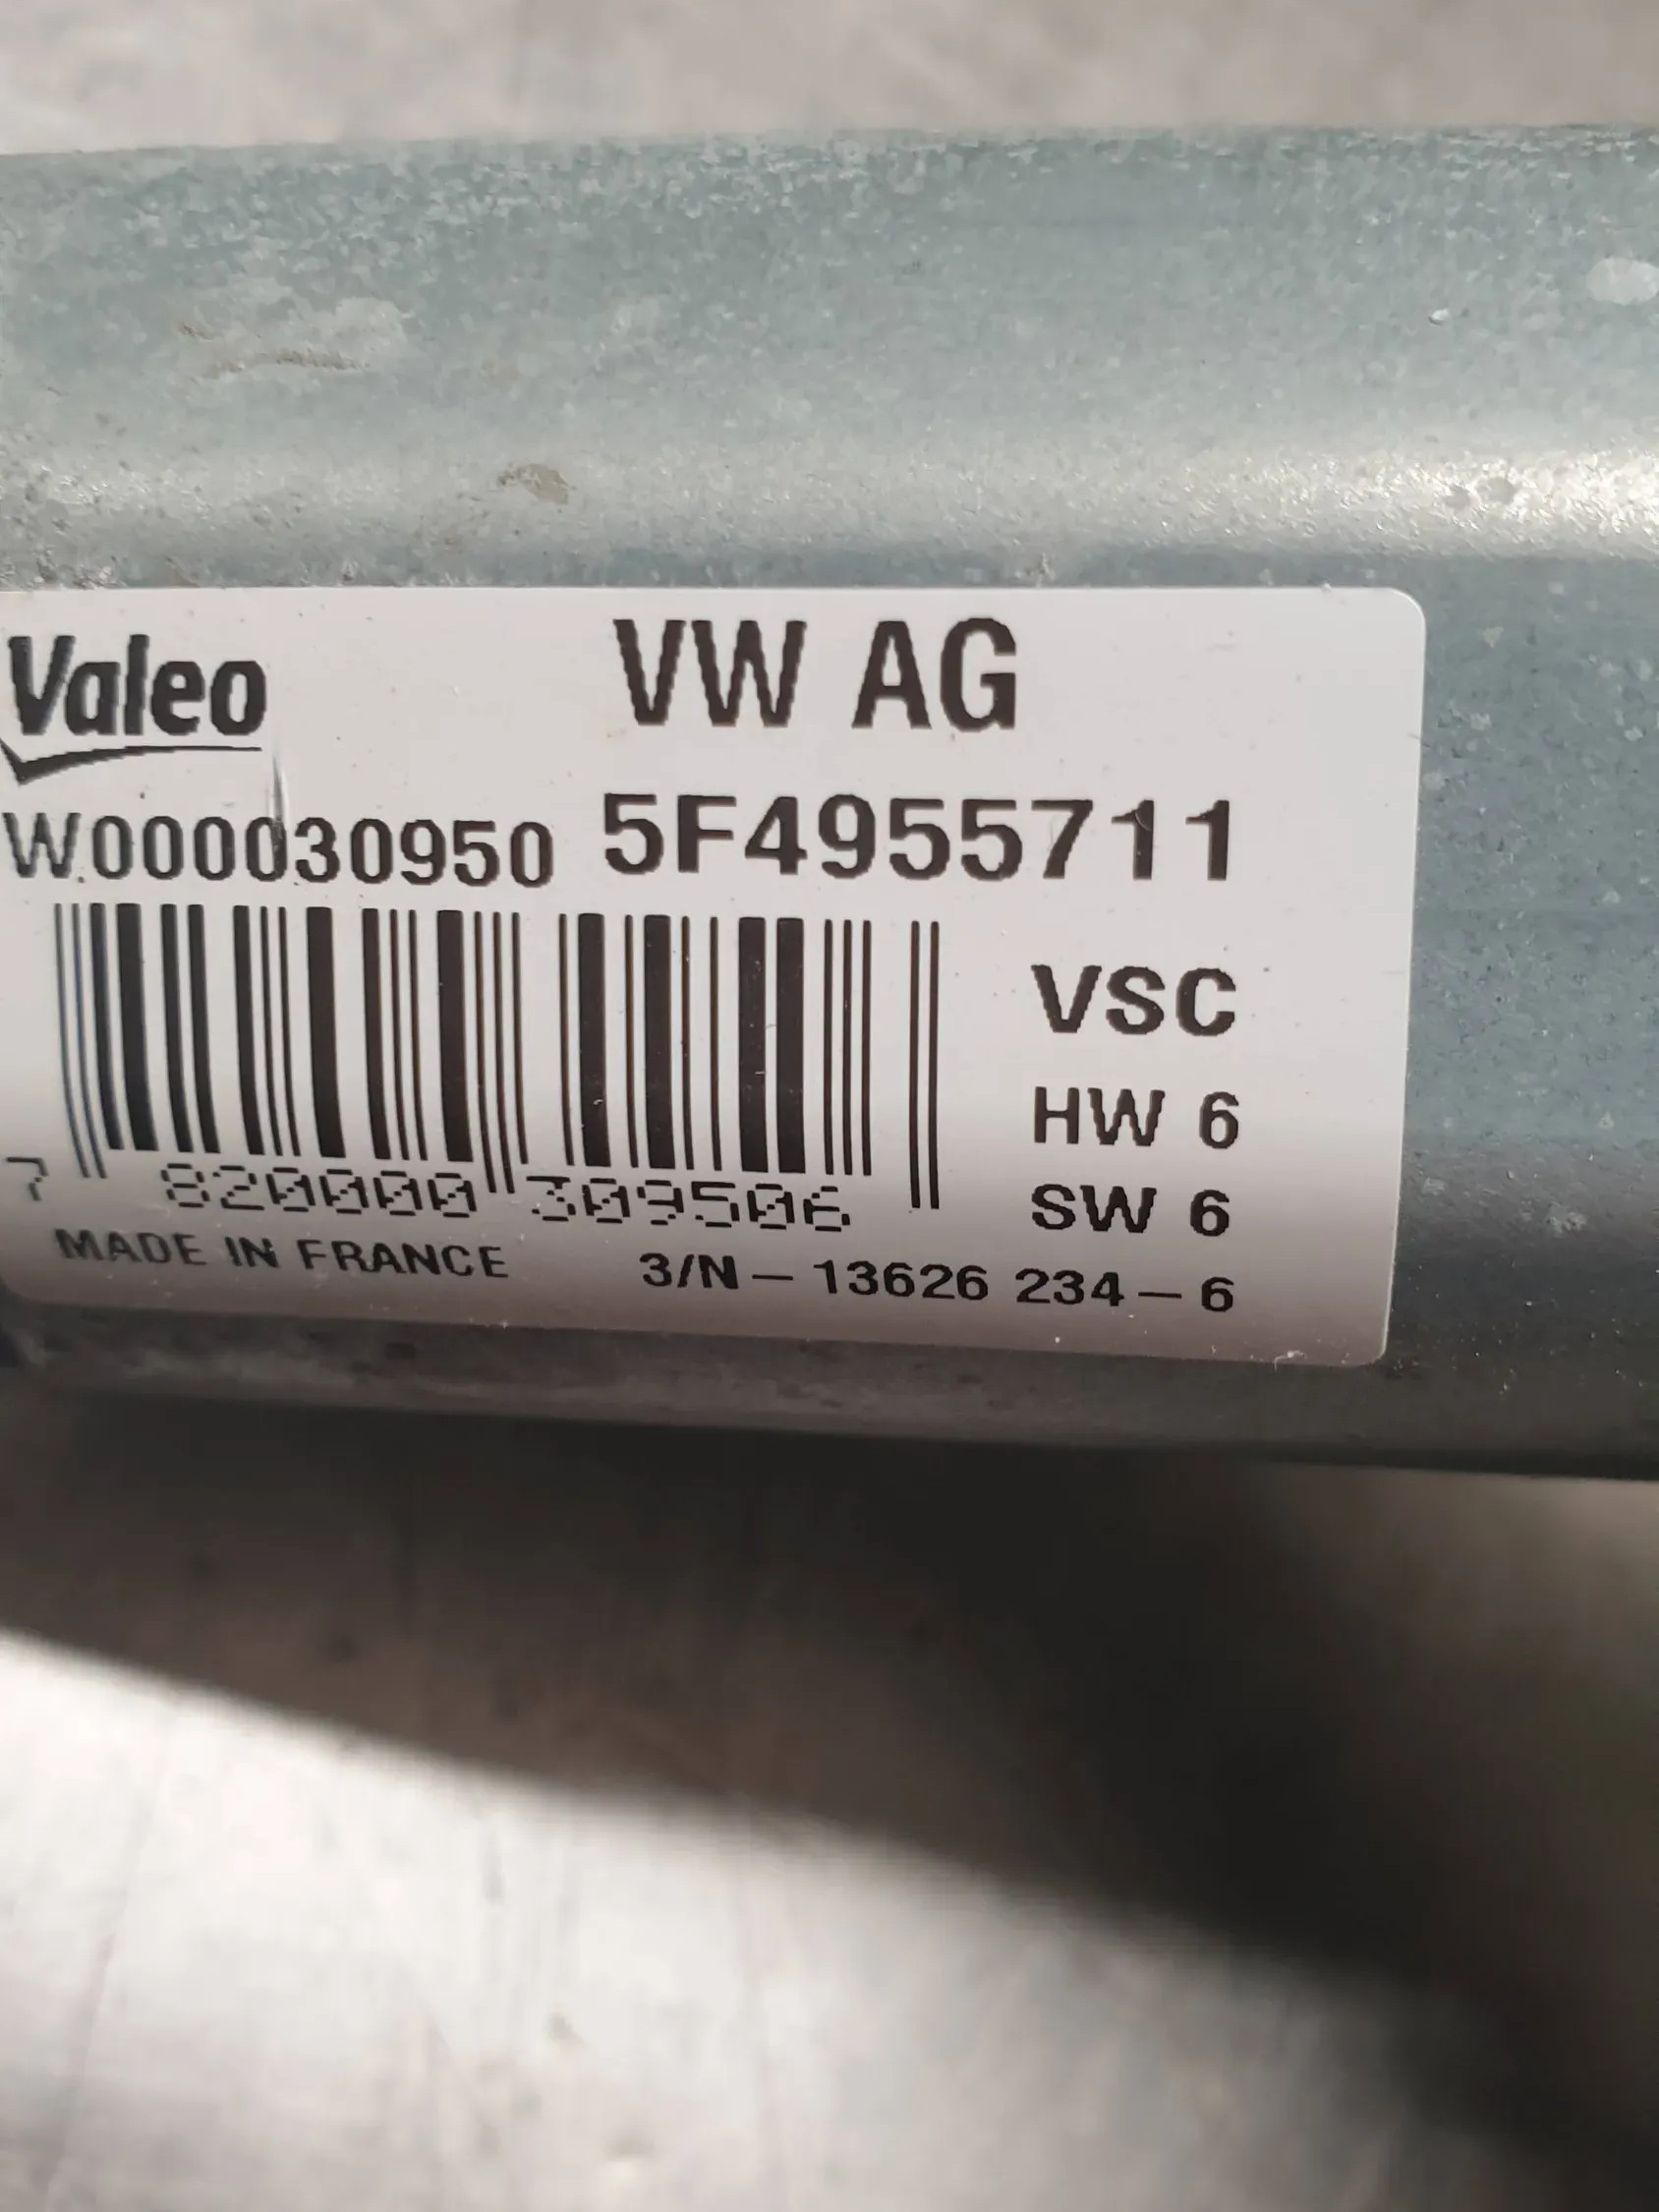 Valeo VW AG
W000030950 5F4955711
VSC
HW 6
7 820000 309506
SW 6
MADE IN FRANCE 3/N – 13626 234 – 6